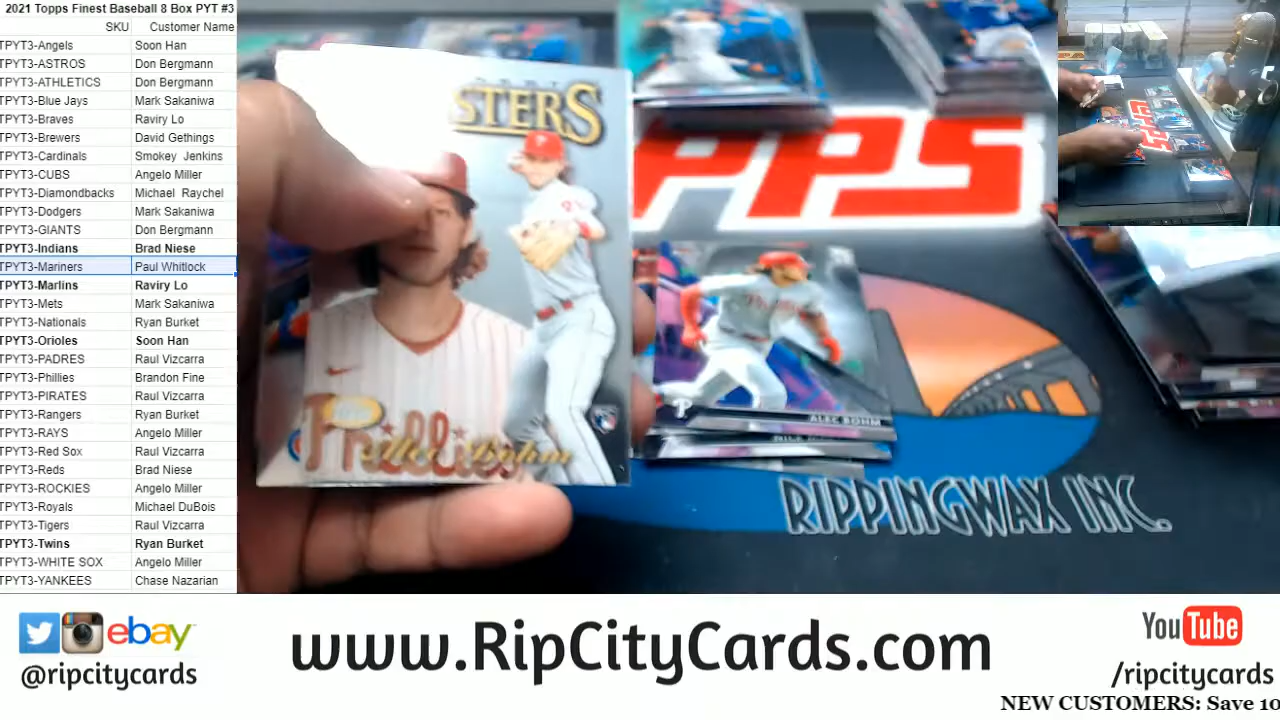 2021 Topps Finest Baseball 8 Box PYT #3
SKU Customer Name
TPYT3-Angels Soon Han
TPYT3-ASTROS Don Bergmann
TPYT3-ATHLETICS Don Bergmann
TPYT3-Blue Jays Mark Sakaniwa
TPYT3-Braves Raviry Lo
TPYT3-Brewers David Gethings
TPYT3-Cardinals Smokey Jenkins
TPYT3-CUBS Angelo Miller
TPYT3-Diamondbacks Michael Raychel
TPYT3-Dodgers Mark Sakaniwa
TPYT3-GIANTS Don Bergmann
TPYT3-Indians Brad Niese
TPYT3-Mariners Paul Whitlock
TPYT3-Marlins Raviry Lo
TPYT3-Mets Mark Sakaniwa
TPYT3-Nationals Ryan Burket
TPYT3-Orioles Soon Han
TPYT3-PADRES Raul Vizcarra
TPYT3-Phillies Brandon Fine
TPYT3-PIRATES Raul Vizcarra
TPYT3-Rangers Ryan Burket
TPYT3-RAYS Angelo Miller
TPYT3-Red Sox Raul Vizcarra
TPYT3-Reds Brad Niese
TPYT3-ROCKIES Angelo Miller
TPYT3-Royals Michael DuBois
TPYT3-Tigers Raul Vizcarra
TPYT3-Twins Ryan Burket
TPYT3-WHITE SOX Angelo Miller
TPYT3-YANKEES Chase Nazarian
STERS
Phillies
Alec Bohm
PPS
ALEC BOHM
RIPPINGWAX INC.
ebay
@ripcitycards
www.RipCityCards.com
YouTube
/ripcitycards
NEW CUSTOMERS: Save 10